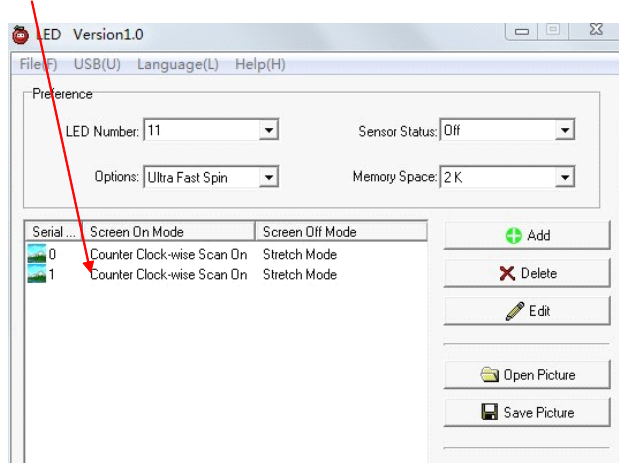 LED Version1.0
File(F) USB(U) Language(L) Help(H)
Preference
LED Number: 11 Sensor Status: Off
Options: Ultra Fast Spin Memory Space: 2 K
Serial ... Screen On Mode Screen Off Mode
0 Counter Clock-wise Scan On Stretch Mode
1 Counter Clock-wise Scan On Stretch Mode
Add
Delete
Edit
Open Picture
Save Picture